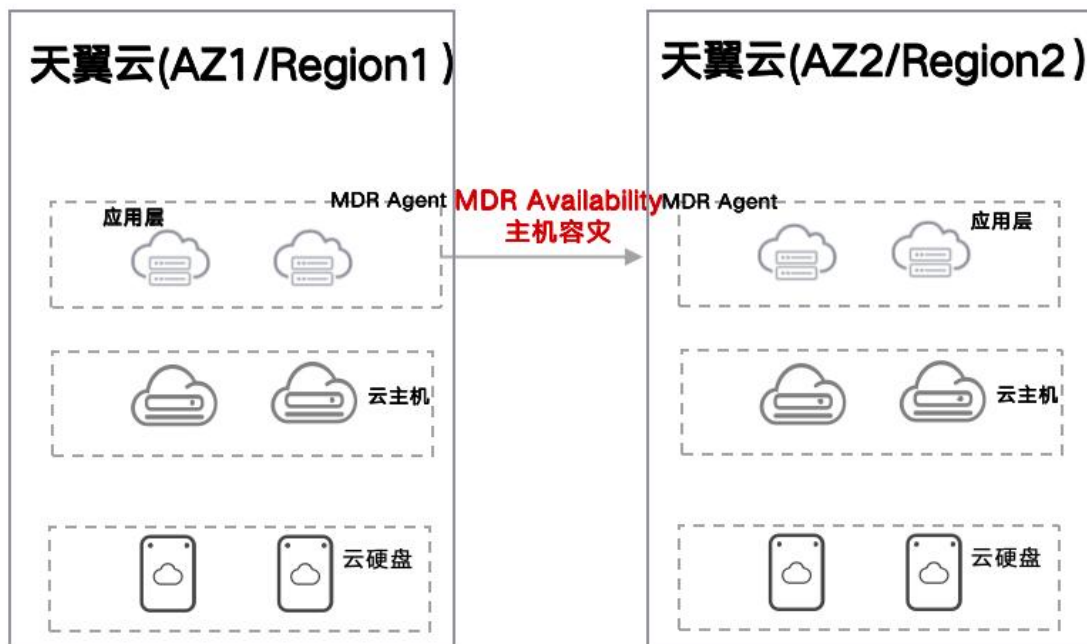 天翼云(AZ1/Region1)
天翼云(AZ2/Region2)
MDR Agent
MDR Availability
MDR Agent
应用层
主机容灾
应用层
云主机
云主机
云硬盘
云硬盘